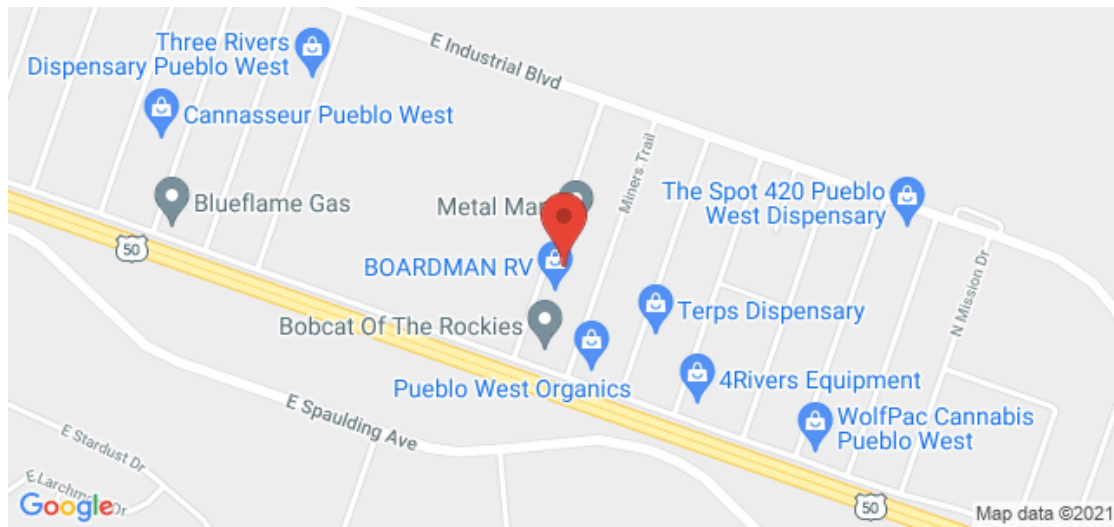 E Industrial Blvd
Three Rivers
Dispensary Pueblo West
Cannasseur Pueblo West
Blueflame Gas
Metal
Miners Trail
The Spot 420 Pueblo
West Dispensary
50
BOARDMAN RV
N Mission Dr
Terps Dispensary
Bobcat Of The Rockies
Pueblo West Organics
4Rivers Equipment
E Spaulding Ave
WolfPac Cannabis
Pueblo West
E Stardust Dr
Dr
Google
50
Map data ©2021